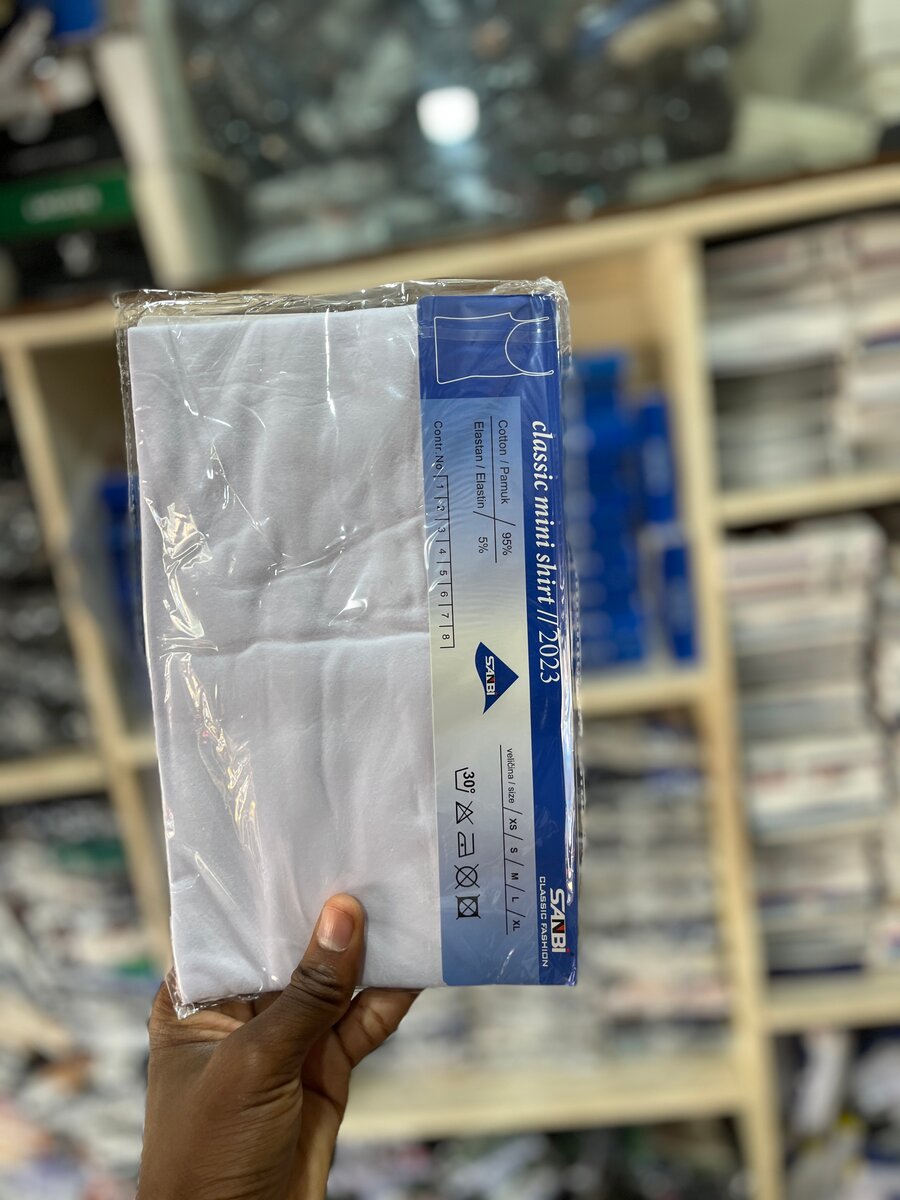 classic mini shirt // 2023
Cotton / Pamuk / 95%
Elastan / Elastin / 5%
Contr.No. 1 2 3 4 5 6 7 8
SANBI
veličina / size / XS / S / M / L / XL
30°
SANBI
CLASSIC FASHION